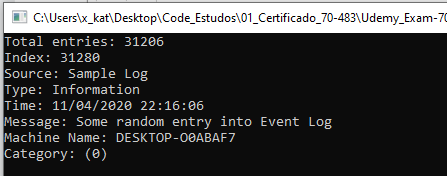 C:\Users\x_kat\Desktop\Code_Estudos\01_Certificado_70-483\Udemy_Exam-70
Total entries: 31206
Index: 31280
Source: Sample Log
Type: Information
Time: 11/04/2020 22:16:06
Message: Some random entry into Event Log
Machine Name: DESKTOP-O0ABAF7
Category: (0)